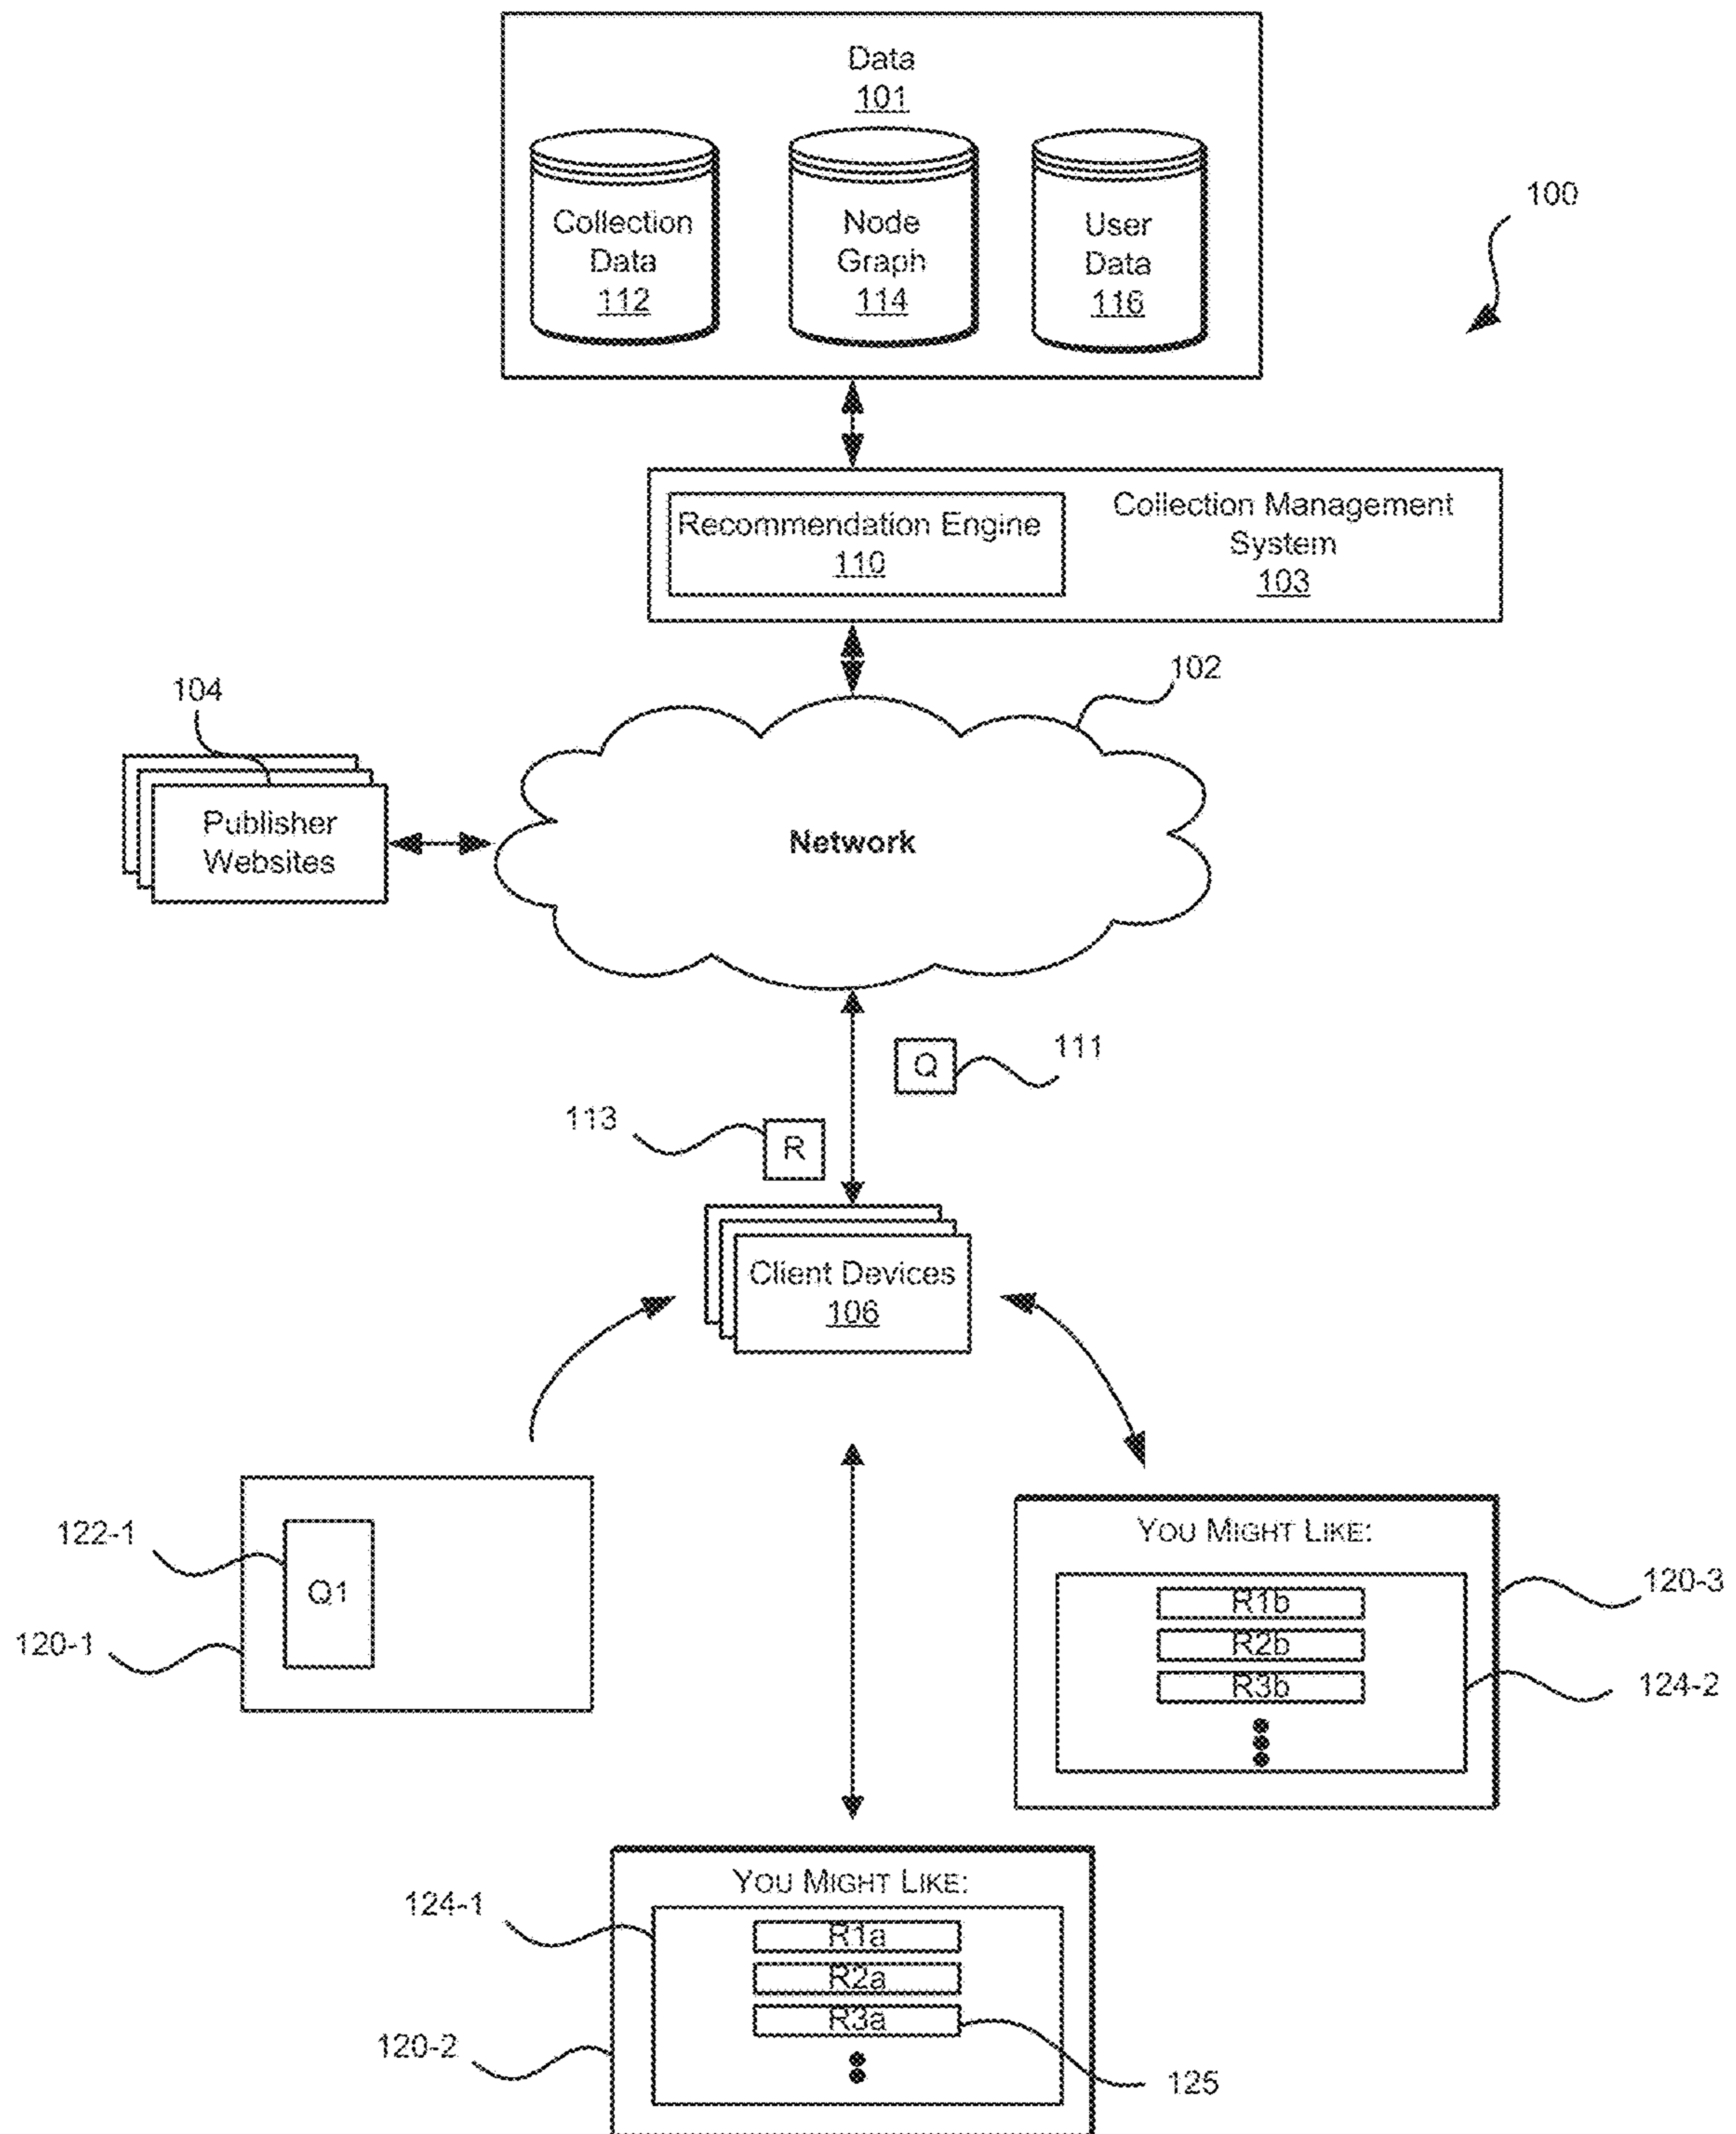 Data
101
Collection
Data
112
Node
Graph
114
User
Data
116
100
Recommendation Engine
110
Collection Management
System
103
102
104
Publisher
Websites
Network
Q
111
113
R
Client Devices
106
122-1
Q1
120-1
YOU MIGHT LIKE:
R1b
R2b
R3b
120-3
124-2
YOU MIGHT LIKE:
124-1
R1a
R2a
R3a
120-2
125